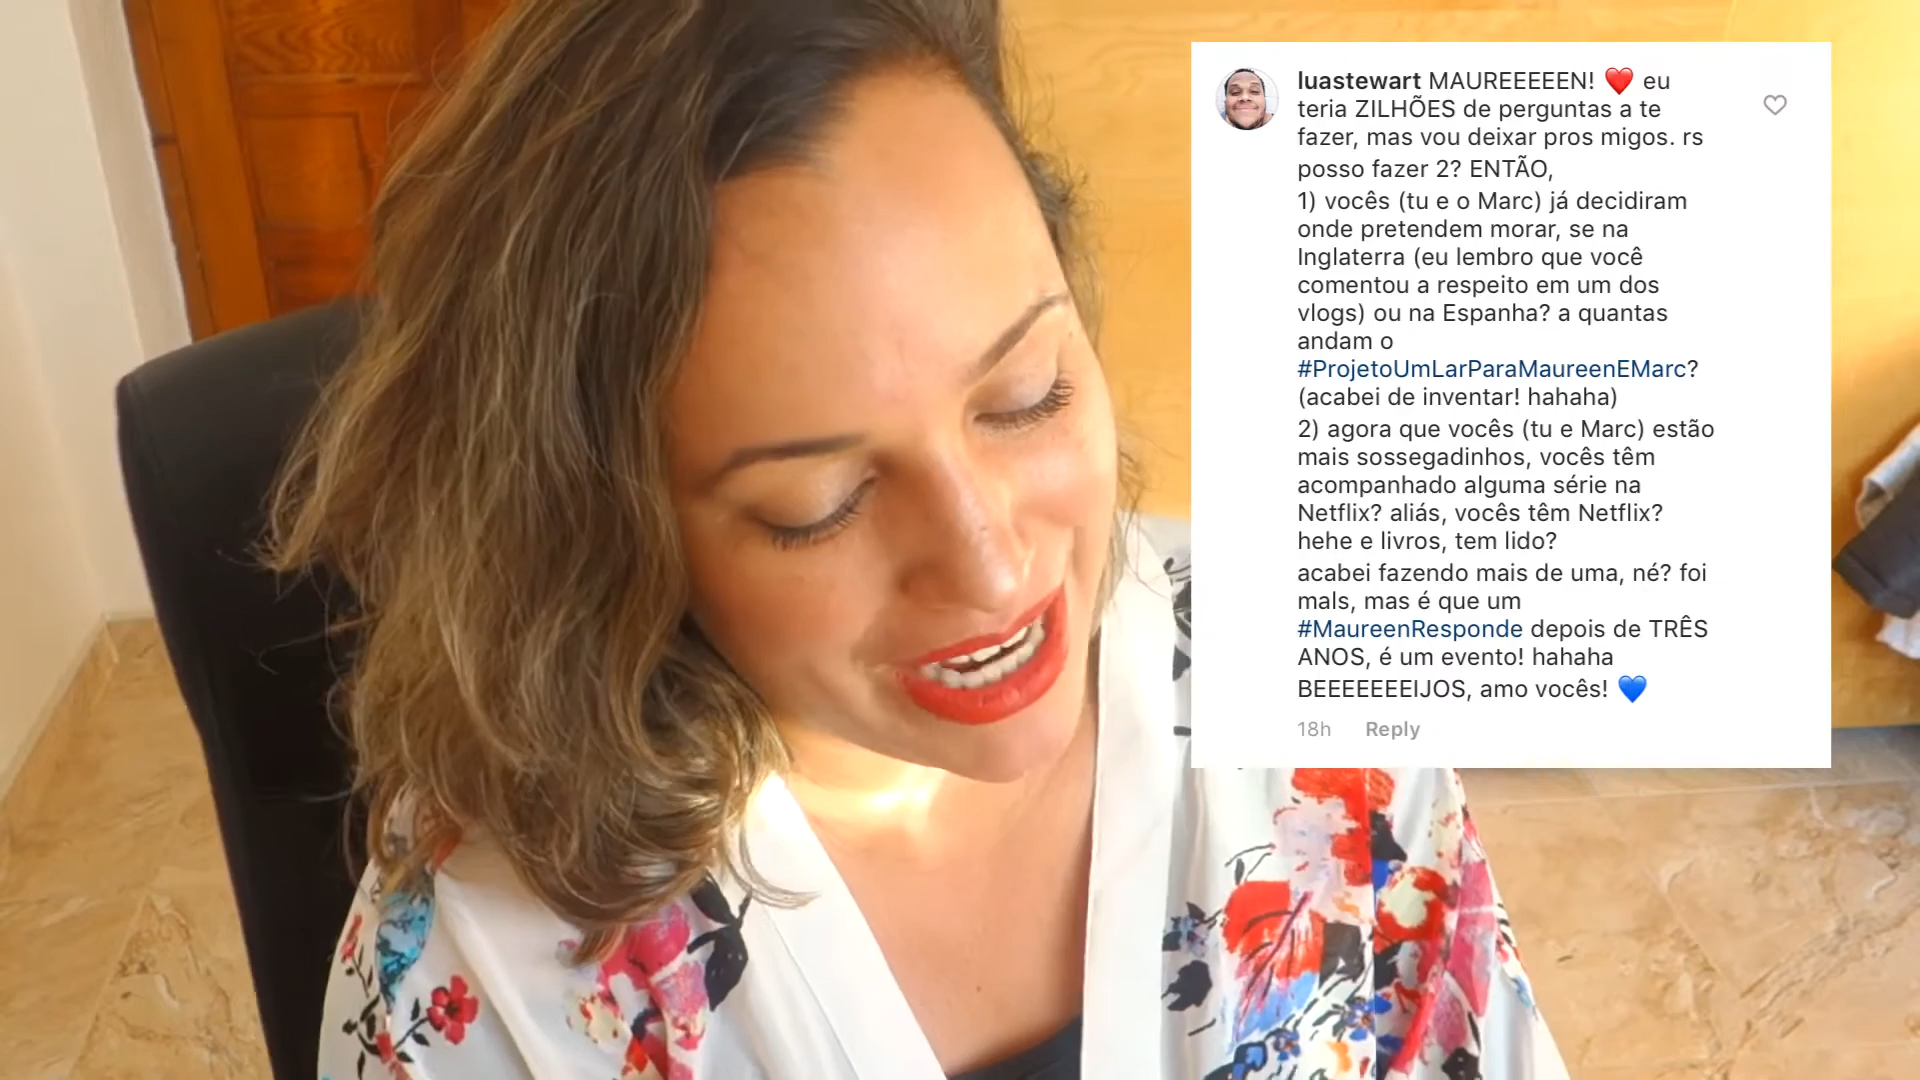 luastewart MAUREEEEEN! ❤️ eu
teria ZILHÕES de perguntas a te
fazer, mas vou deixar pros migos. rs
posso fazer 2? ENTÃO,
1) vocês (tu e o Marc) já decidiram
onde pretendem morar, se na
Inglaterra (eu lembro que você
comentou a respeito em um dos
vlogs) ou na Espanha? a quantas
andam o
#ProjetoUmLarParaMaureenEMarc?
(acabei de inventar! hahaha)
2) agora que vocês (tu e Marc) estão
mais sossegadinhos, vocês têm
acompanhado alguma série na
Netflix? aliás, vocês têm Netflix?
hehe e livros, tem lido?
acabei fazendo mais de uma, né? foi
mals, mas é que um
#MaureenResponde depois de TRÊS
ANOS, é um evento! hahaha
BEEEEEEEIJOS, amo vocês! 💙
18h Reply